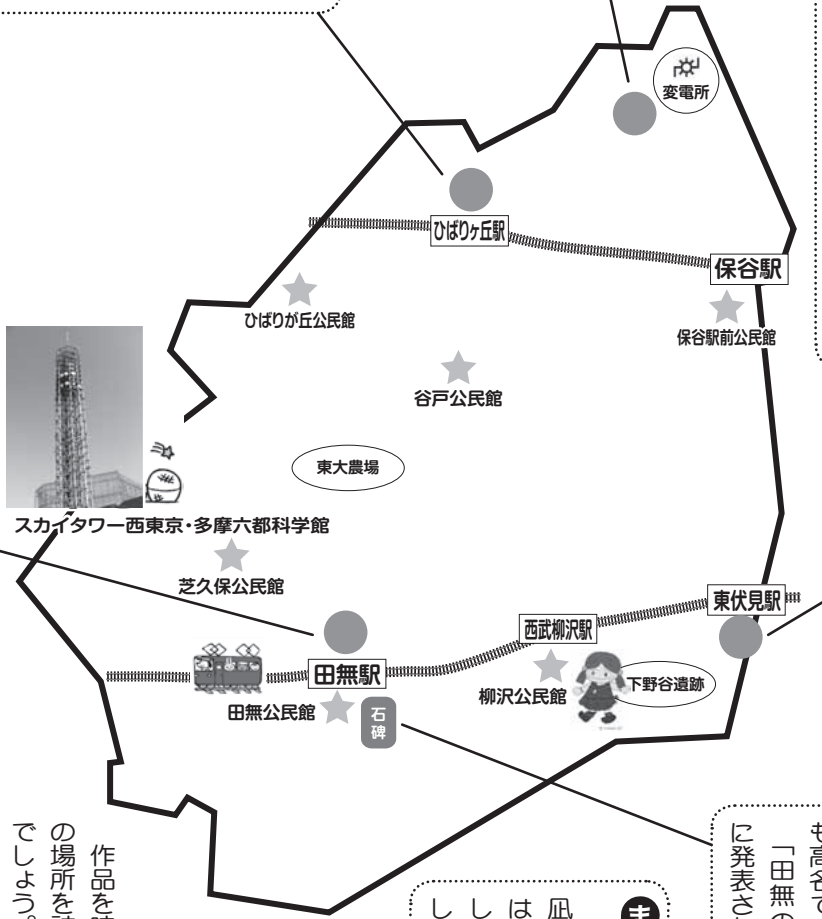 変電所
ひばりヶ丘駅
保谷駅
ひばりが丘公民館
保谷駅前公民館
谷戸公民館
東大農場
スカイタワー西東京・多摩六都科学館
芝久保公民館
東伏見駅
西武柳沢駅
田無駅
下野谷遺跡
柳沢公民館
田無公民館
石碑
も高名で
「田無の
に発表さ
ま
凪
は
し
し
作品を
の場所を
でしょう。